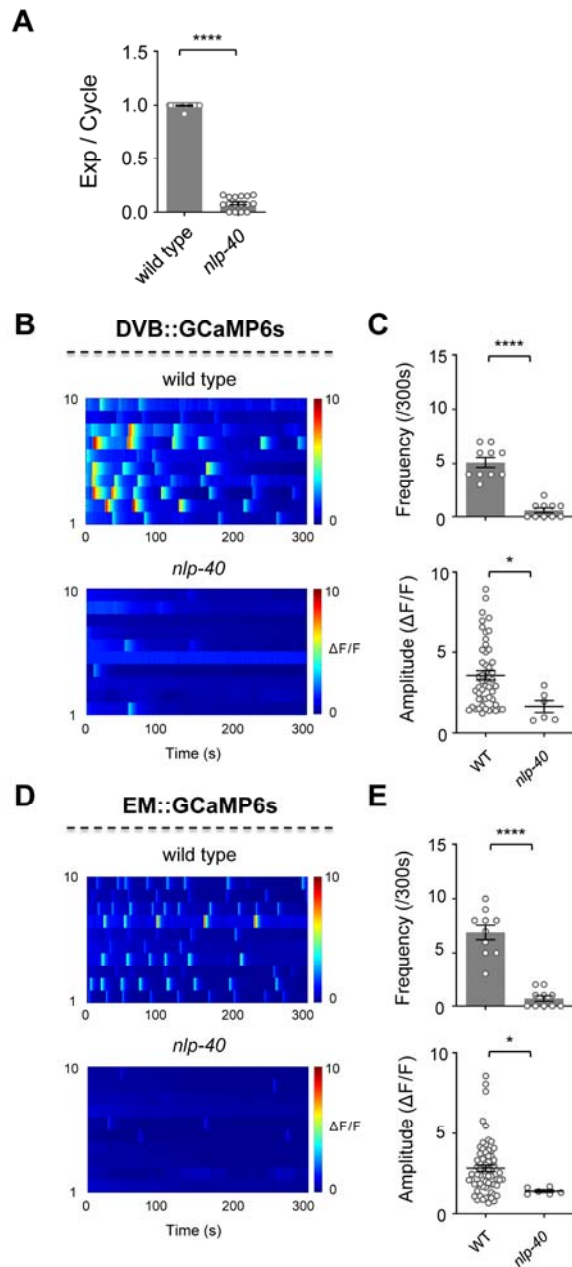 A
****
1.5
1.0
0.5
0.0
Exp / Cycle
wild type
nlp-40
B
DVB::GCaMP6s
wild type
10
1
0 100 200 300
10
0
nlp-40
10
1
0 100 200 300
10
0
ΔF/F
Time (s)
C
****
15
10
5
0
Frequency (/300s)
*
10
5
0
Amplitude (ΔF/F)
WT
nlp-40
D
EM::GCaMP6s
wild type
10
1
0 100 200 300
10
0
nlp-40
10
1
0 100 200 300
10
0
ΔF/F
Time (s)
E
****
15
10
5
0
Frequency (/300s)
*
10
5
0
Amplitude (ΔF/F)
WT
nlp-40